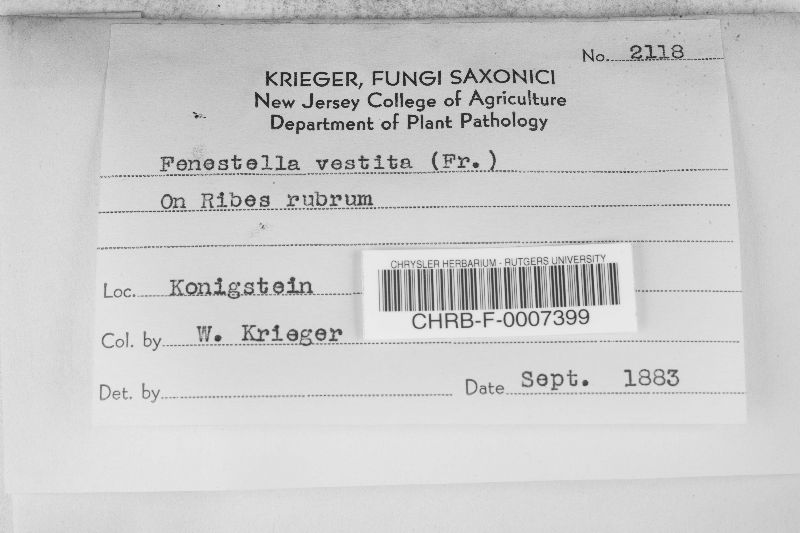 No. 2118
KRIEGER, FUNGI SAXONICI
New Jersey College of Agriculture
Department of Plant Pathology
Fenestella vestita (Fr.)
On Ribes rubrum
CHRYSLER HERBARIUM - RUTGERS UNIVERSITY
Loc. Konigstein
CHRB-F-0007399
Col. by W. Krieger
Det. by
Date Sept. 1883